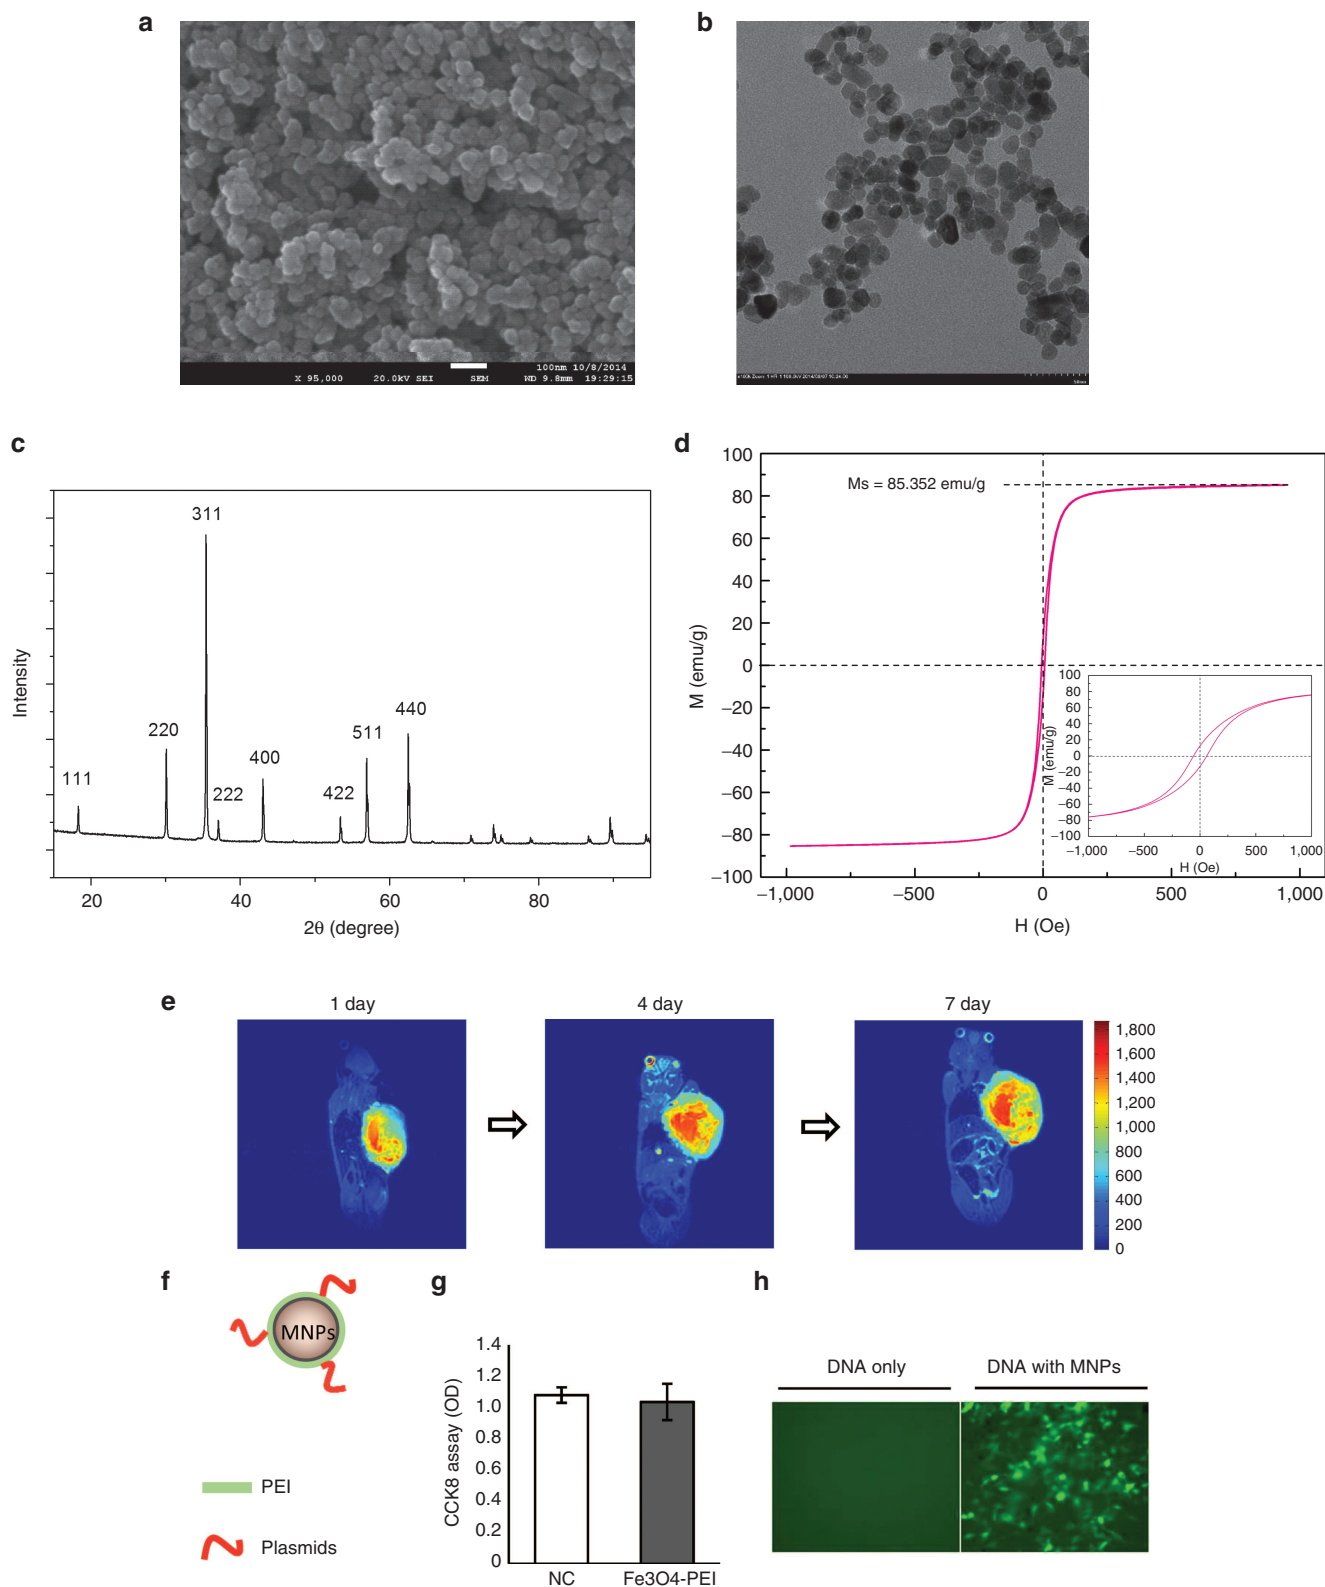 a
b
100nm 10/8/2014
X 95,000 20.0kV SEI SEM WD 9.8mm 19:29:15
c
Intensity
111
220
311
222
400
422
511
440
20
40
60
80
2θ (degree)
d
M (emu/g)
100
80
60
40
20
0
−20
−40
−60
−80
−100
Ms = 85.352 emu/g
−1,000
−500
0
500
1,000
H (Oe)
M (emu/g)
100
80
60
40
20
0
−20
−40
−60
−80
−100
−1,000
−500
0
500
1,000
H (Oe)
e
1 day
4 day
7 day
1,800
1,600
1,400
1,200
1,000
800
600
400
200
0
f
MNPs
PEI
Plasmids
g
CCK8 assay (OD)
1.4
1.2
1.0
0.8
0.6
0.4
0.2
0
NC
Fe3O4-PEI
h
DNA only
DNA with MNPs